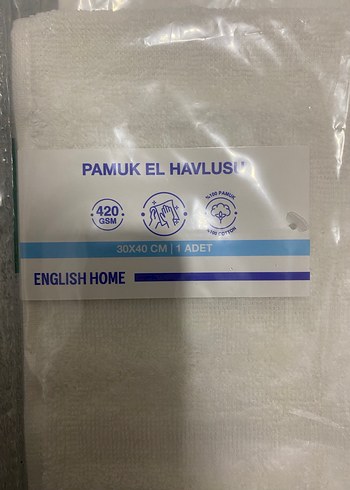 PAMUK EL HAVLUSU
420
GSM
%100 PAMUK
30X40 CM | 1 ADET
ENGLISH HOME